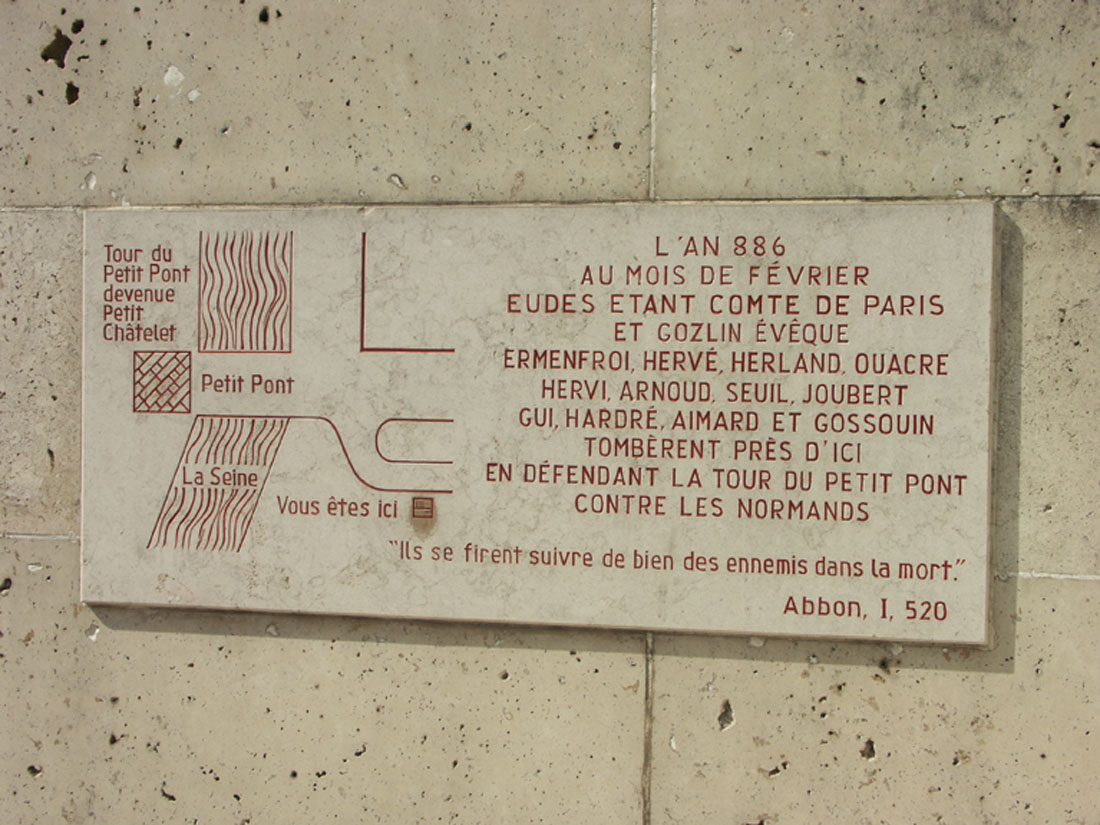 Tour du
Petit Pont
devenue
Petit
Châtelet
Petit Pont
La Seine
Vous êtes ici
L'AN 886
AU MOIS DE FÉVRIER
EUDES ETANT COMTE DE PARIS
ET GOZLIN ÉVÊQUE
ERMENFROI, HERVÉ, HERLAND, OUACRE
HERVI, ARNOUD, SEUIL, JOUBERT
GUI, HARDRÉ, AIMARD ET GOSSOUIN
TOMBÈRENT PRÈS D'ICI
EN DÉFENDANT LA TOUR DU PETIT PONT
CONTRE LES NORMANDS
"Ils se firent suivre de bien des ennemis dans la mort."
Abbon, I, 520